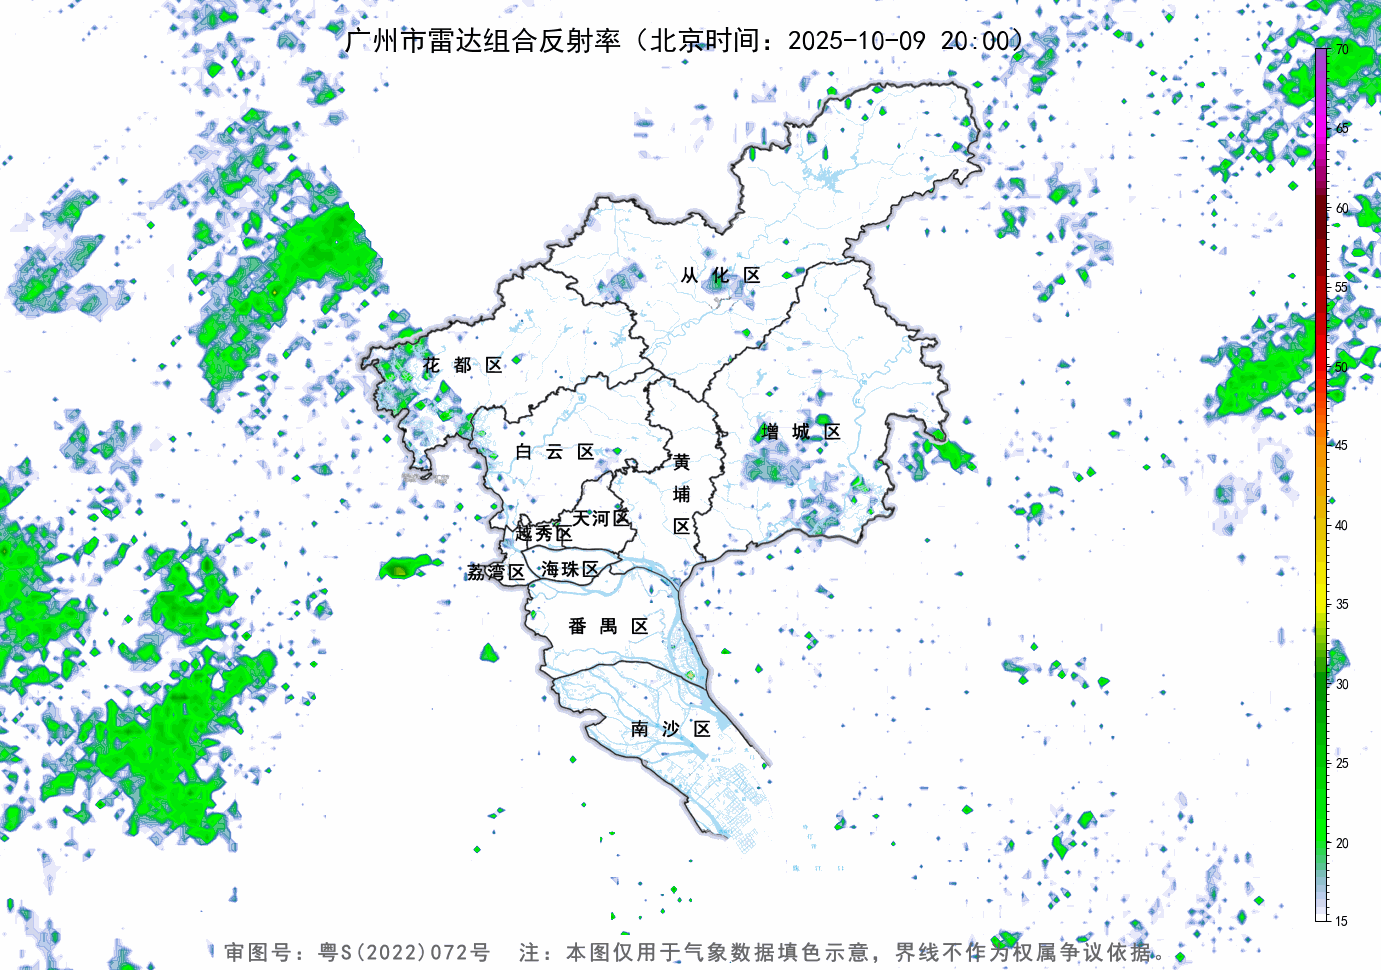 广州市雷达组合反射率（北京时间：2025-10-09 20:00）
70
65
60
55
50
45
40
35
30
25
20
15
从化区
花都区
增城区
白云区
黄埔区
天河区
越秀区
荔湾区
海珠区
番禺区
南沙区
审图号：粤S(2022)072号 注：本图仅用于气象数据填色示意，界线不作为权属争议依据。